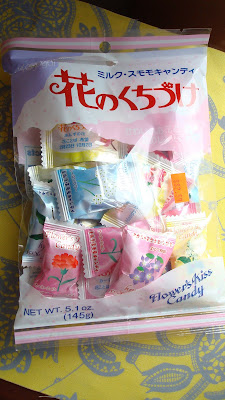 ミルク・スモモキャンディ
花のくちづけ
Flower's Kiss
Candy
NET WT. 5.1 oz.
(145g)